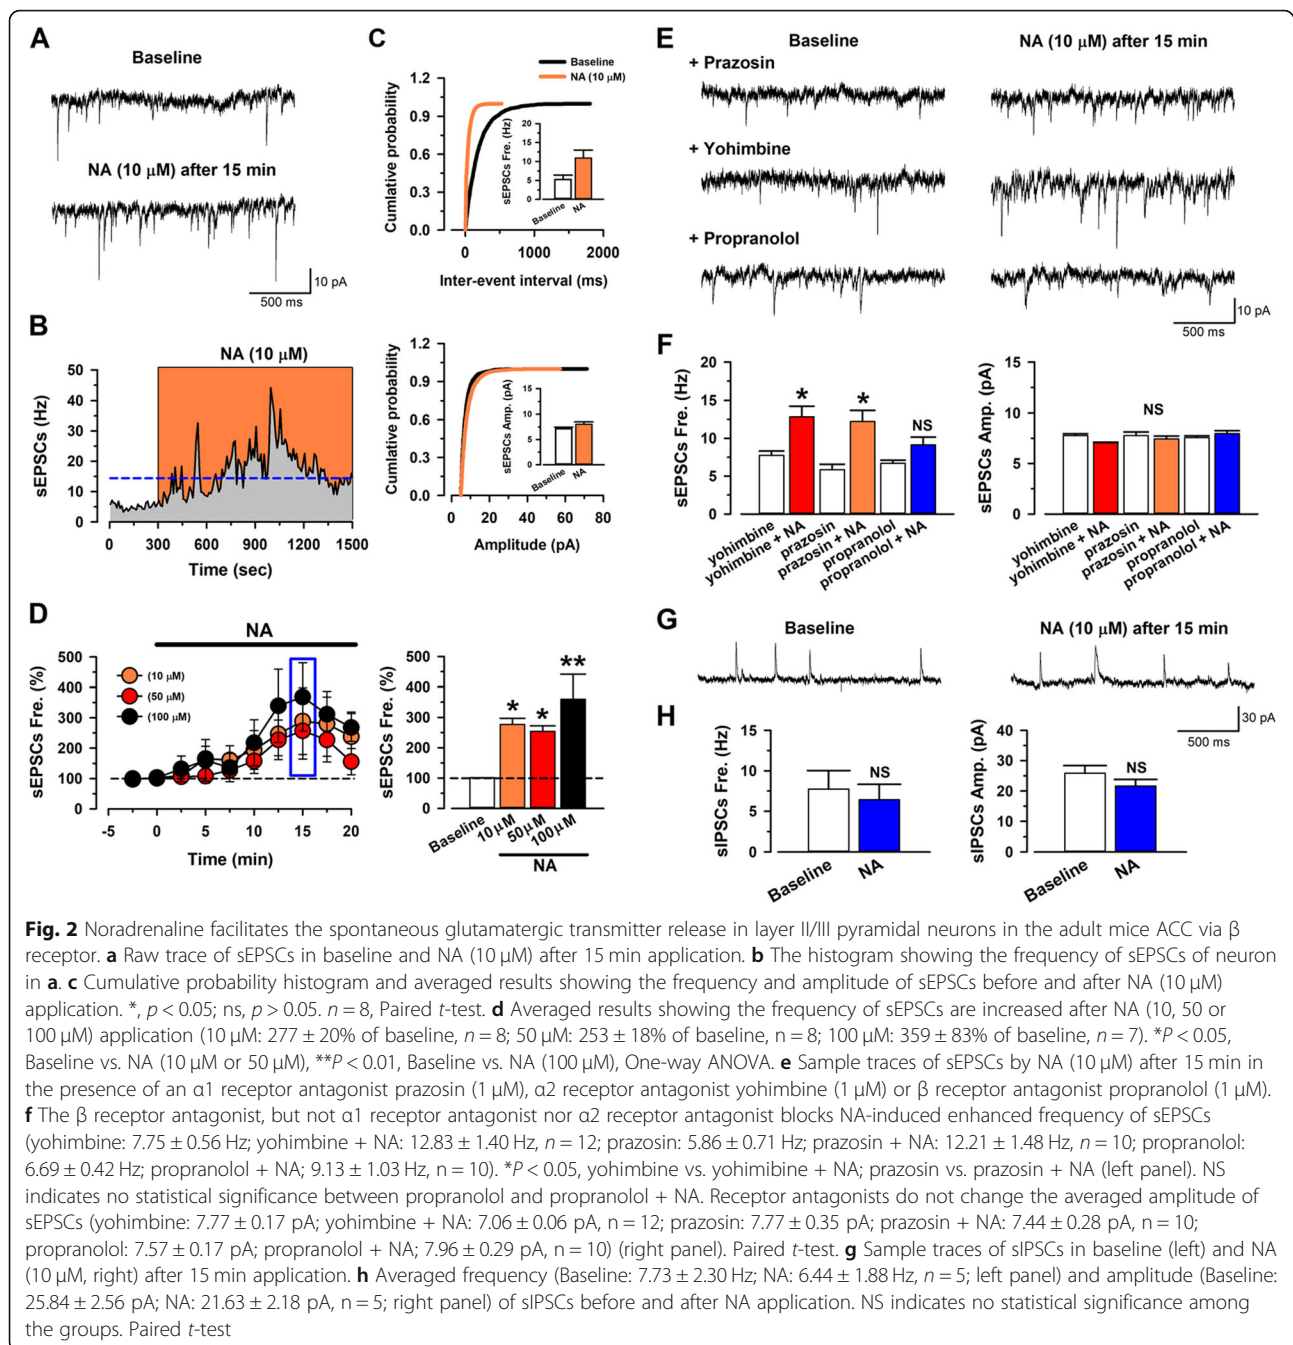 A
Baseline
NA (10 μM) after 15 min
10 pA
500 ms
B
NA (10 μM)
sEPSCs (Hz)
50
40
30
20
10
0
0 300 600 900 1200 1500
Time (sec)
C
Baseline
NA (10 μM)
Cumlative probability
1.2
0.9
0.6
0.3
0.0
0 1000 2000
Inter-event interval (ms)
sEPSCs Fre. (Hz)
20
15
10
5
0
Baseline NA
Cumlative probability
1.2
0.9
0.6
0.3
0.0
0 20 40 60 80
Amplitude (pA)
sEPSCs Amp. (pA)
15
10
5
0
Baseline NA
D
NA
sEPSCs Fre. (%)
500
400
300
200
100
0
(10 μM)
(50 μM)
(100 μM)
-5 0 5 10 15 20
Time (min)
sEPSCs Fre. (%)
500
400
300
200
100
0
* * **
Baseline 10 μM 50 μM 100 μM
NA
E
Baseline NA (10 μM) after 15 min
+ Prazosin
+ Yohimbine
+ Propranolol
10 pA
500 ms
F
sEPSCs Fre. (Hz)
20
15
10
5
0
* * NS
yohimbine yohimbine + NA prazosin prazosin + NA propranolol propranolol + NA
sEPSCs Amp. (pA)
15
10
5
0
NS
yohimbine yohimbine + NA prazosin prazosin + NA propranolol propranolol + NA
G
Baseline NA (10 μM) after 15 min
30 pA
500 ms
H
sIPSCs Fre. (Hz)
15
10
5
0
NS
Baseline NA
sIPSCs Amp. (pA)
40
30
20
10
0
NS
Baseline NA
Fig. 2 Noradrenaline facilitates the spontaneous glutamatergic transmitter release in layer II/III pyramidal neurons in the adult mice ACC via β
receptor. a Raw trace of sEPSCs in baseline and NA (10 μM) after 15 min application. b The histogram showing the frequency of sEPSCs of neuron
in a. c Cumulative probability histogram and averaged results showing the frequency and amplitude of sEPSCs before and after NA (10 μM)
application. *, p < 0.05; ns, p > 0.05. n = 8, Paired t-test. d Averaged results showing the frequency of sEPSCs are increased after NA (10, 50 or
100 μM) application (10 μM: 277 ± 20% of baseline, n = 8; 50 μM: 253 ± 18% of baseline, n = 8; 100 μM: 359 ± 83% of baseline, n = 7). *P < 0.05,
Baseline vs. NA (10 μM or 50 μM), **P < 0.01, Baseline vs. NA (100 μM), One-way ANOVA. e Sample traces of sEPSCs by NA (10 μM) after 15 min in
the presence of an α1 receptor antagonist prazosin (1 μM), α2 receptor antagonist yohimbine (1 μM) or β receptor antagonist propranolol (1 μM).
f The β receptor antagonist, but not α1 receptor antagonist nor α2 receptor antagonist blocks NA-induced enhanced frequency of sEPSCs
(yohimbine: 7.75 ± 0.56 Hz; yohimbine + NA: 12.83 ± 1.40 Hz, n = 12; prazosin: 5.86 ± 0.71 Hz; prazosin + NA: 12.21 ± 1.48 Hz, n = 10; propranolol:
6.69 ± 0.42 Hz; propranolol + NA; 9.13 ± 1.03 Hz, n = 10). *P < 0.05, yohimbine vs. yohimibine + NA; prazosin vs. prazosin + NA (left panel). NS
indicates no statistical significance between propranolol and propranolol + NA. Receptor antagonists do not change the averaged amplitude of
sEPSCs (yohimbine: 7.77 ± 0.17 pA; yohimbine + NA: 7.06 ± 0.06 pA, n = 12; prazosin: 7.77 ± 0.35 pA; prazosin + NA: 7.44 ± 0.28 pA, n = 10;
propranolol: 7.57 ± 0.17 pA; propranolol + NA; 7.96 ± 0.29 pA, n = 10) (right panel). Paired t-test. g Sample traces of sIPSCs in baseline (left) and NA
(10 μM, right) after 15 min application. h Averaged frequency (Baseline: 7.73 ± 2.30 Hz; NA: 6.44 ± 1.88 Hz, n = 5; left panel) and amplitude (Baseline:
25.84 ± 2.56 pA; NA: 21.63 ± 2.18 pA, n = 5; right panel) of sIPSCs before and after NA application. NS indicates no statistical significance among
the groups. Paired t-test